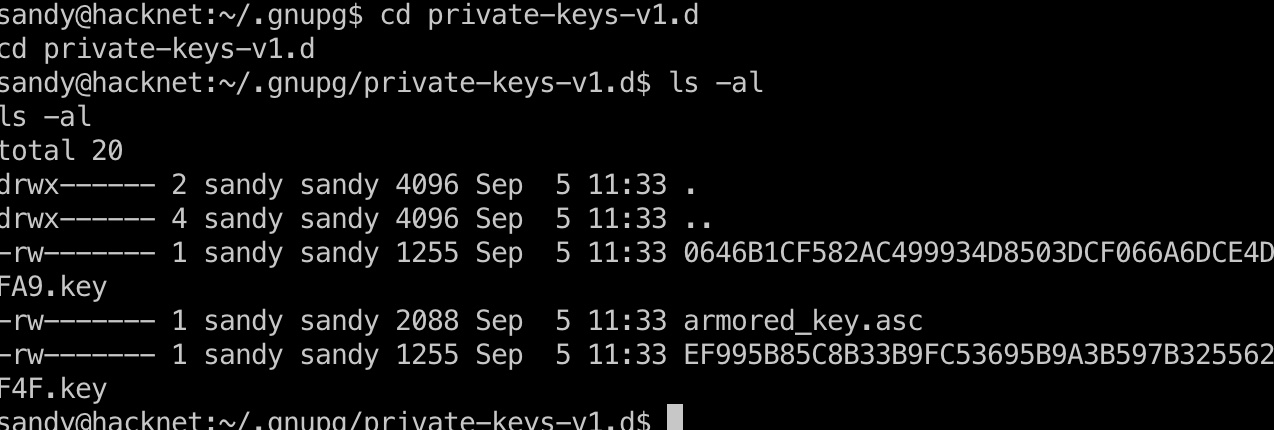 sandy@hacknet:~/.gnupg$ cd private-keys-v1.d
cd private-keys-v1.d
sandy@hacknet:~/.gnupg/private-keys-v1.d$ ls -al
ls -al
total 20
drwx------ 2 sandy sandy 4096 Sep  5 11:33 .
drwx------ 4 sandy sandy 4096 Sep  5 11:33 ..
-rw------- 1 sandy sandy 1255 Sep  5 11:33 0646B1CF582AC499934D8503DCF066A6DCE4D
FA9.key
-rw------- 1 sandy sandy 2088 Sep  5 11:33 armored_key.asc
-rw------- 1 sandy sandy 1255 Sep  5 11:33 EF995B85C8B33B9FC53695B9A3B597B325562
F4F.key
sandy@hacknet:~/.gnupg/private-keys-v1.d$